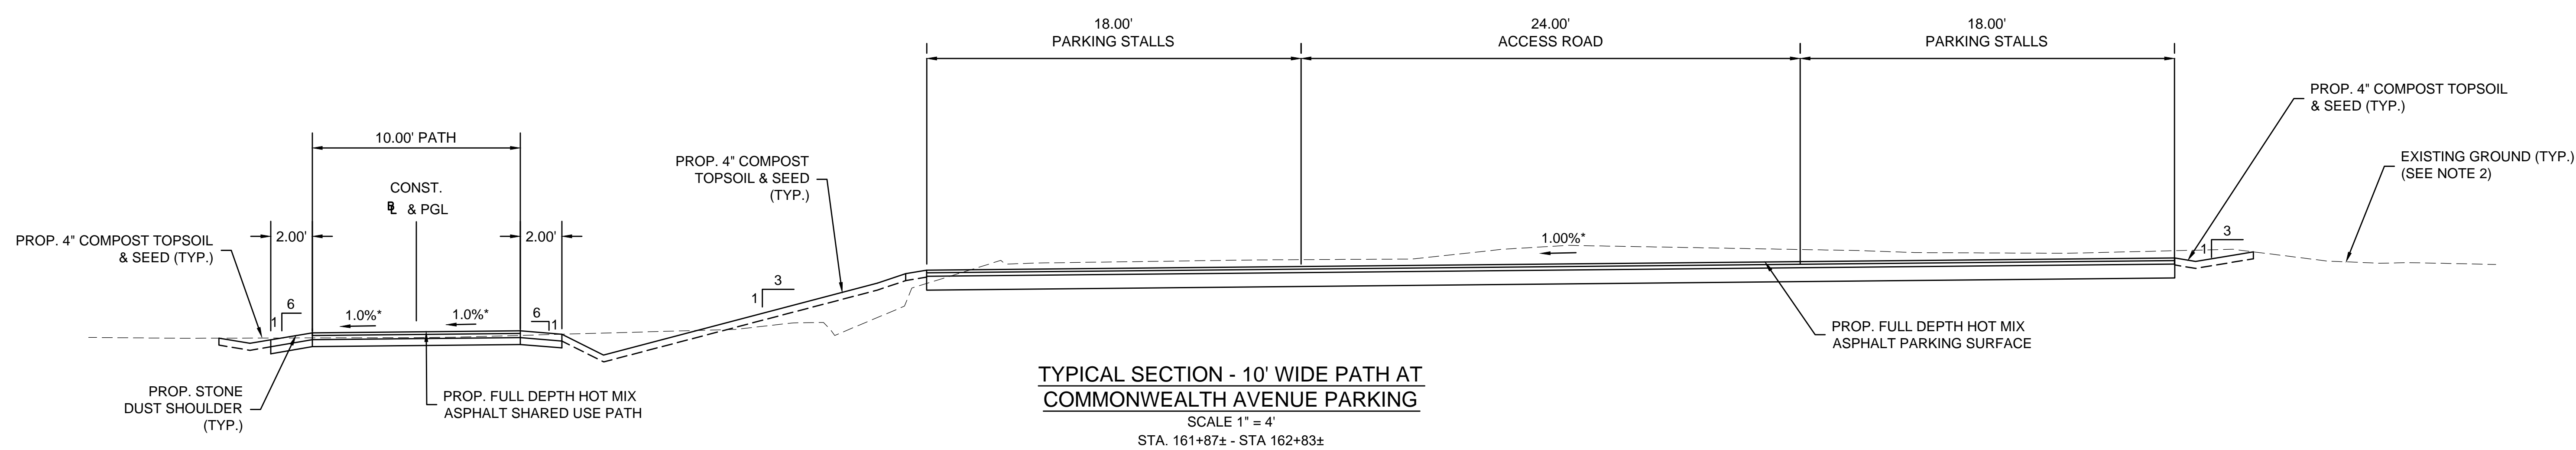 18.00'
PARKING STALLS
24.00'
ACCESS ROAD
18.00'
PARKING STALLS
PROP. 4" COMPOST TOPSOIL
& SEED (TYP.)
10.00' PATH
PROP. 4" COMPOST
TOPSOIL & SEED
(TYP.)
EXISTING GROUND (TYP.)
(SEE NOTE 2)
CONST.
BL & PGL
PROP. 4" COMPOST TOPSOIL
& SEED (TYP.)
2.00'
2.00'
1.00%*
3
1
3
1
6
1
1.0%*
1.0%*
6
1
PROP. FULL DEPTH HOT MIX
ASPHALT PARKING SURFACE
PROP. STONE
DUST SHOULDER
(TYP.)
PROP. FULL DEPTH HOT MIX
ASPHALT SHARED USE PATH
TYPICAL SECTION - 10' WIDE PATH AT
COMMONWEALTH AVENUE PARKING
SCALE 1" = 4'
STA. 161+87± - STA 162+83±